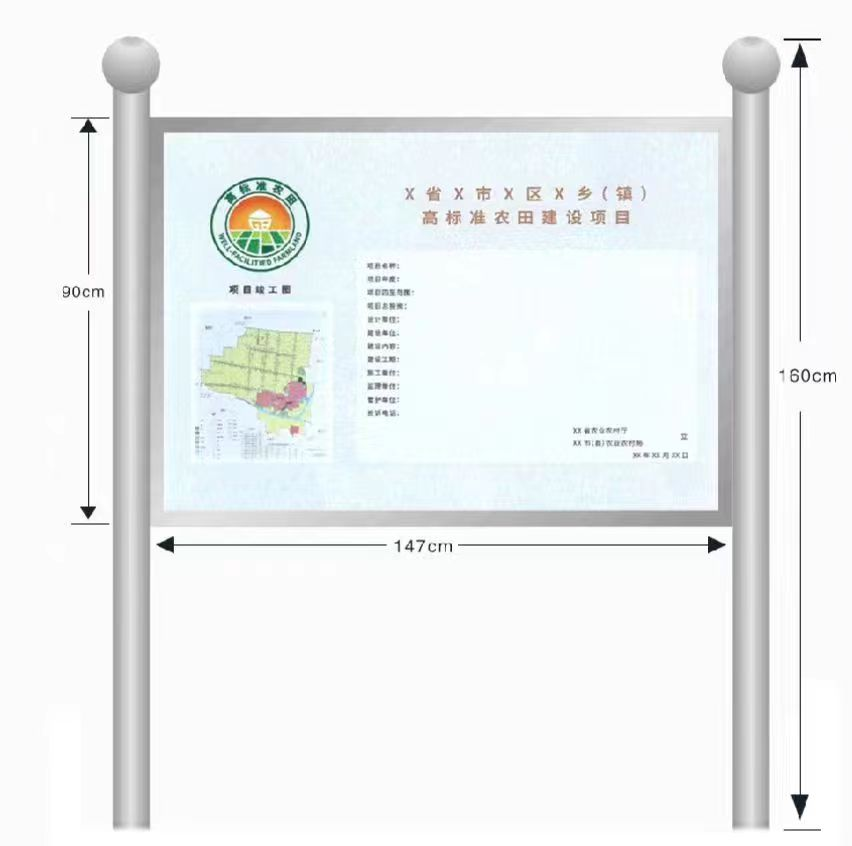 高标准农田
WELL-FACILITIED FARMLAND
X省X市X区X乡(镇)
高标准农田建设项目
项目竣工图
项目名称：
项目年度：
项目四至范围：
项目总投资：
设计单位：
建设单位：
建设内容：
建设工期：
施工单位：
监理单位：
管护单位：
投诉电话：
XX省农业农村厅
XX市(县)农业农村局
立
XX年XX月XX日
90cm
147cm
160cm